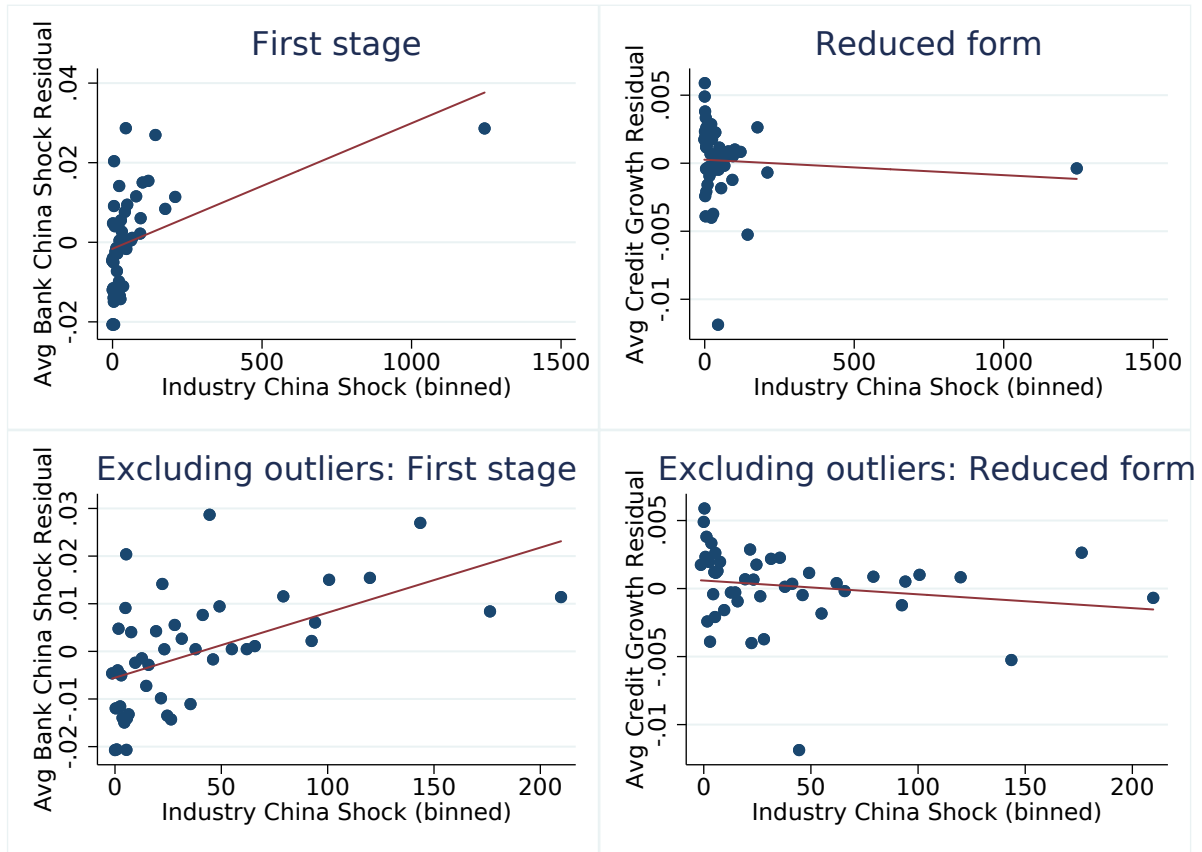 First stage
Avg Bank China Shock Residual
.04
.02
0
-.02
0 500 1000 1500
Industry China Shock (binned)
Reduced form
Avg Credit Growth Residual
.005
0
-.005
-.01
0 500 1000 1500
Industry China Shock (binned)
Excluding outliers: First stage
Avg Bank China Shock Residual
.03
.02
.01
0
-.01
-.02
0 50 100 150 200
Industry China Shock (binned)
Excluding outliers: Reduced form
Avg Credit Growth Residual
.005
0
-.005
-.01
0 50 100 150 200
Industry China Shock (binned)